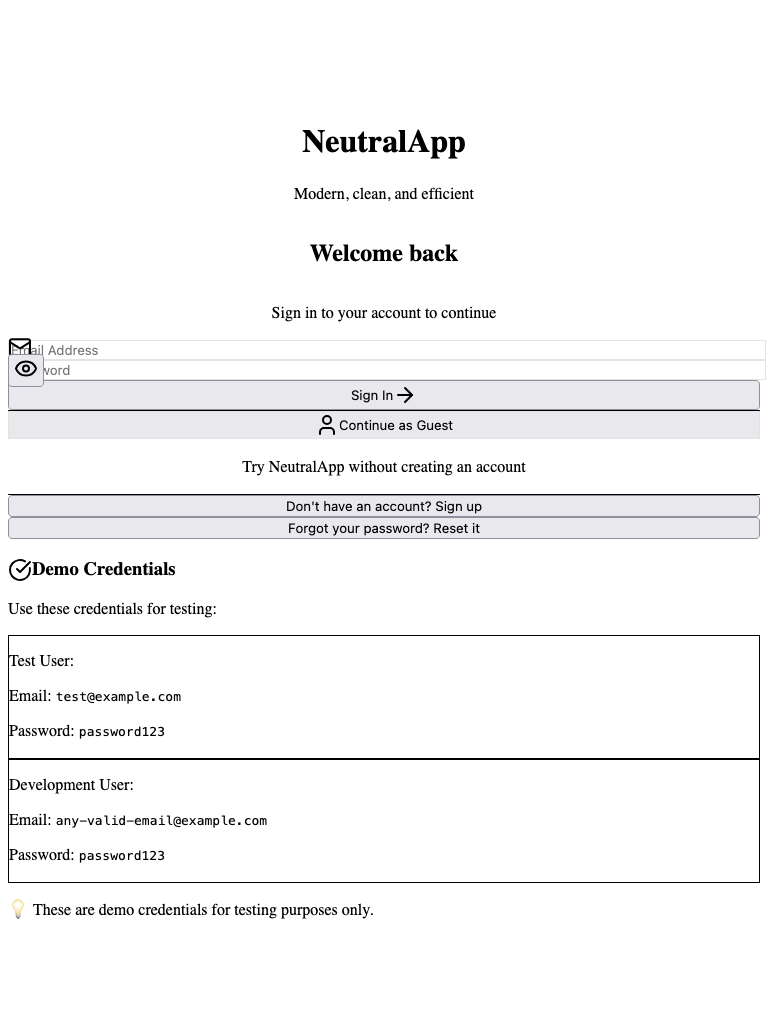 NeutralApp
Modern, clean, and efficient
Welcome back
Sign in to your account to continue
Email Address
word
Sign In
Continue as Guest
Try NeutralApp without creating an account
Don't have an account? Sign up
Forgot your password? Reset it
Demo Credentials
Use these credentials for testing:
Test User:
Email: test@example.com
Password: password123
Development User:
Email: any-valid-email@example.com
Password: password123
These are demo credentials for testing purposes only.